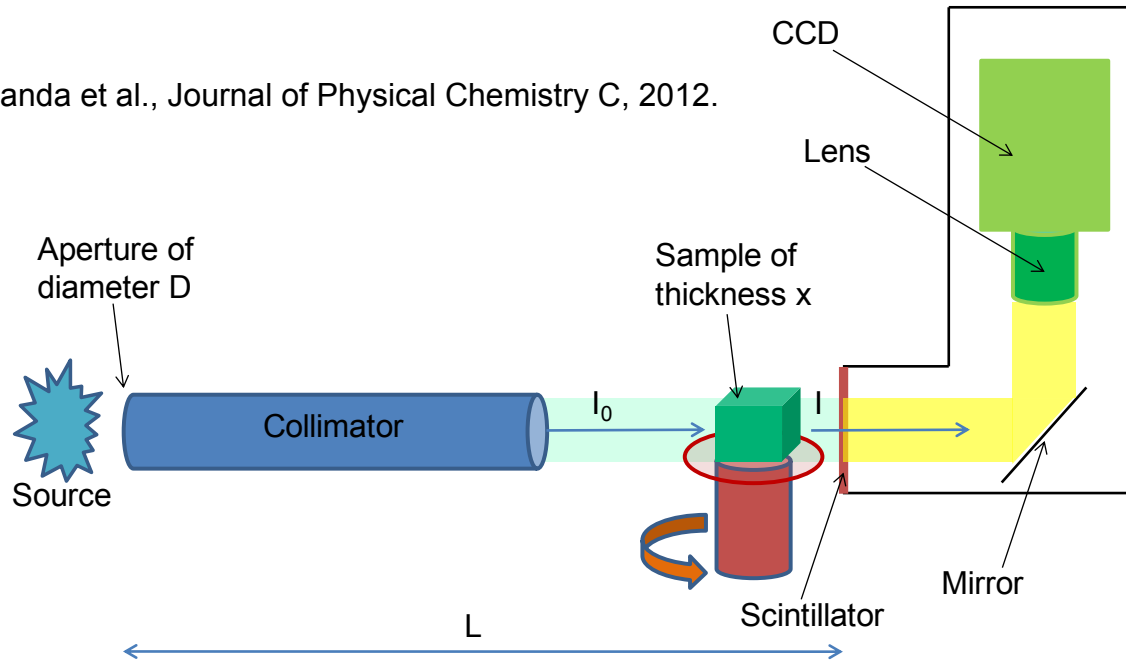 CCD
anda et al., Journal of Physical Chemistry C, 2012.
Lens
Aperture of
diameter D
Sample of
thickness x
I₀
I
Collimator
Source
Mirror
Scintillator
L